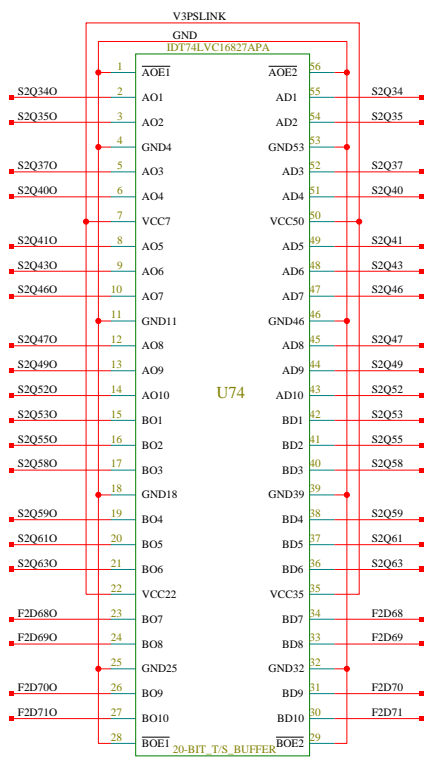 V3PSLINK
GND
IDT74LVC16827APA
1 AOE1 AOE2 56
S2Q34O 2 AO1 AD1 55 S2Q34
S2Q35O 3 AO2 AD2 54 S2Q35
4 GND4 GND53 53
S2Q37O 5 AO3 AD3 52 S2Q37
S2Q40O 6 AO4 AD4 51 S2Q40
7 VCC7 VCC50 50
S2Q41O 8 AO5 AD5 49 S2Q41
S2Q43O 9 AO6 AD6 48 S2Q43
S2Q46O 10 AO7 AD7 47 S2Q46
11 GND11 GND46 46
S2Q47O 12 AO8 AD8 45 S2Q47
S2Q49O 13 AO9 AD9 44 S2Q49
S2Q52O 14 AO10 AD10 43 S2Q52
U74
S2Q53O 15 BO1 BD1 42 S2Q53
S2Q55O 16 BO2 BD2 41 S2Q55
S2Q58O 17 BO3 BD3 40 S2Q58
18 GND18 GND39 39
S2Q59O 19 BO4 BD4 38 S2Q59
S2Q61O 20 BO5 BD5 37 S2Q61
S2Q63O 21 BO6 BD6 36 S2Q63
22 VCC22 VCC35 35
F2D68O 23 BO7 BD7 34 F2D68
F2D69O 24 BO8 BD8 33 F2D69
25 GND25 GND32 32
F2D70O 26 BO9 BD9 31 F2D70
F2D71O 27 BO10 BD10 30 F2D71
28 BOE1 BOE2 29
20-BIT_T/S_BUFFER